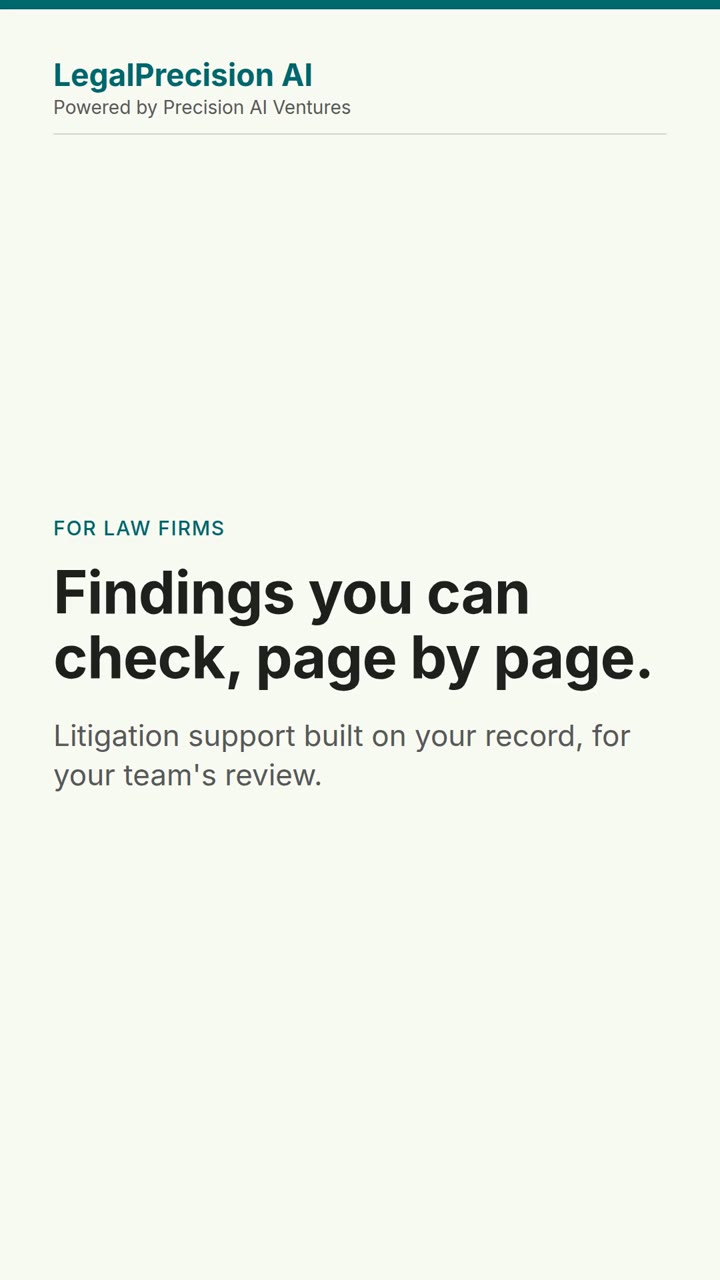 LegalPrecision AI
Powered by Precision AI Ventures
FOR LAW FIRMS
Findings you can
check, page by page.
Litigation support built on your record, for
your team's review.